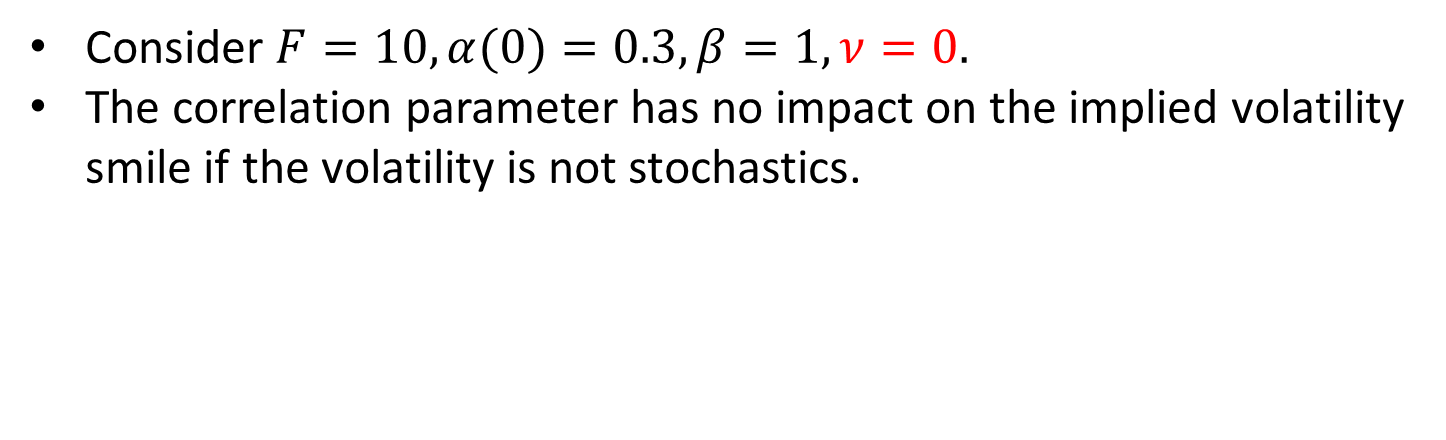 • Consider 𝐹 = 10, 𝛼(0) = 0.3, 𝛽 = 1, 𝜈 = 0.
• The correlation parameter has no impact on the implied volatility
smile if the volatility is not stochastics.